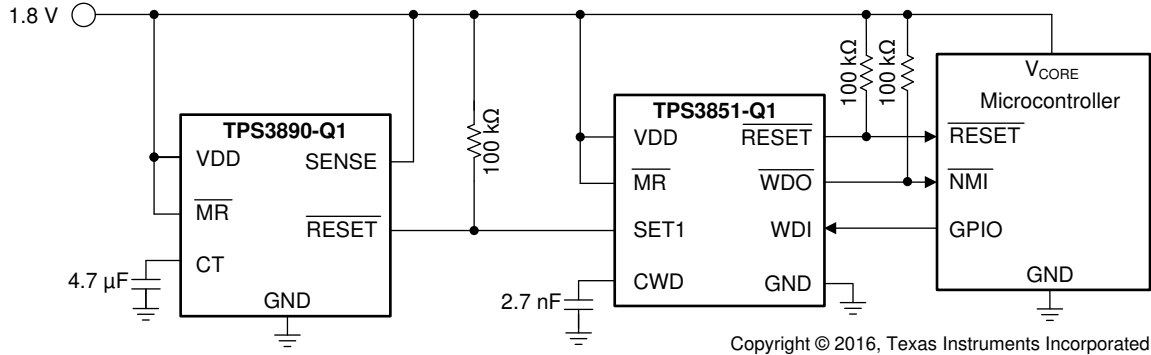 1.8 V
VCORE
Microcontroller
RESET
NMI
GPIO
GND
TPS3890-Q1
VDD
SENSE
MR
RESET
CT
GND
4.7 µF
100 kΩ
TPS3851-Q1
VDD
RESET
MR
WDO
SET1
WDI
CWD
GND
2.7 nF
100 kΩ
100 kΩ
Copyright © 2016, Texas Instruments Incorporated